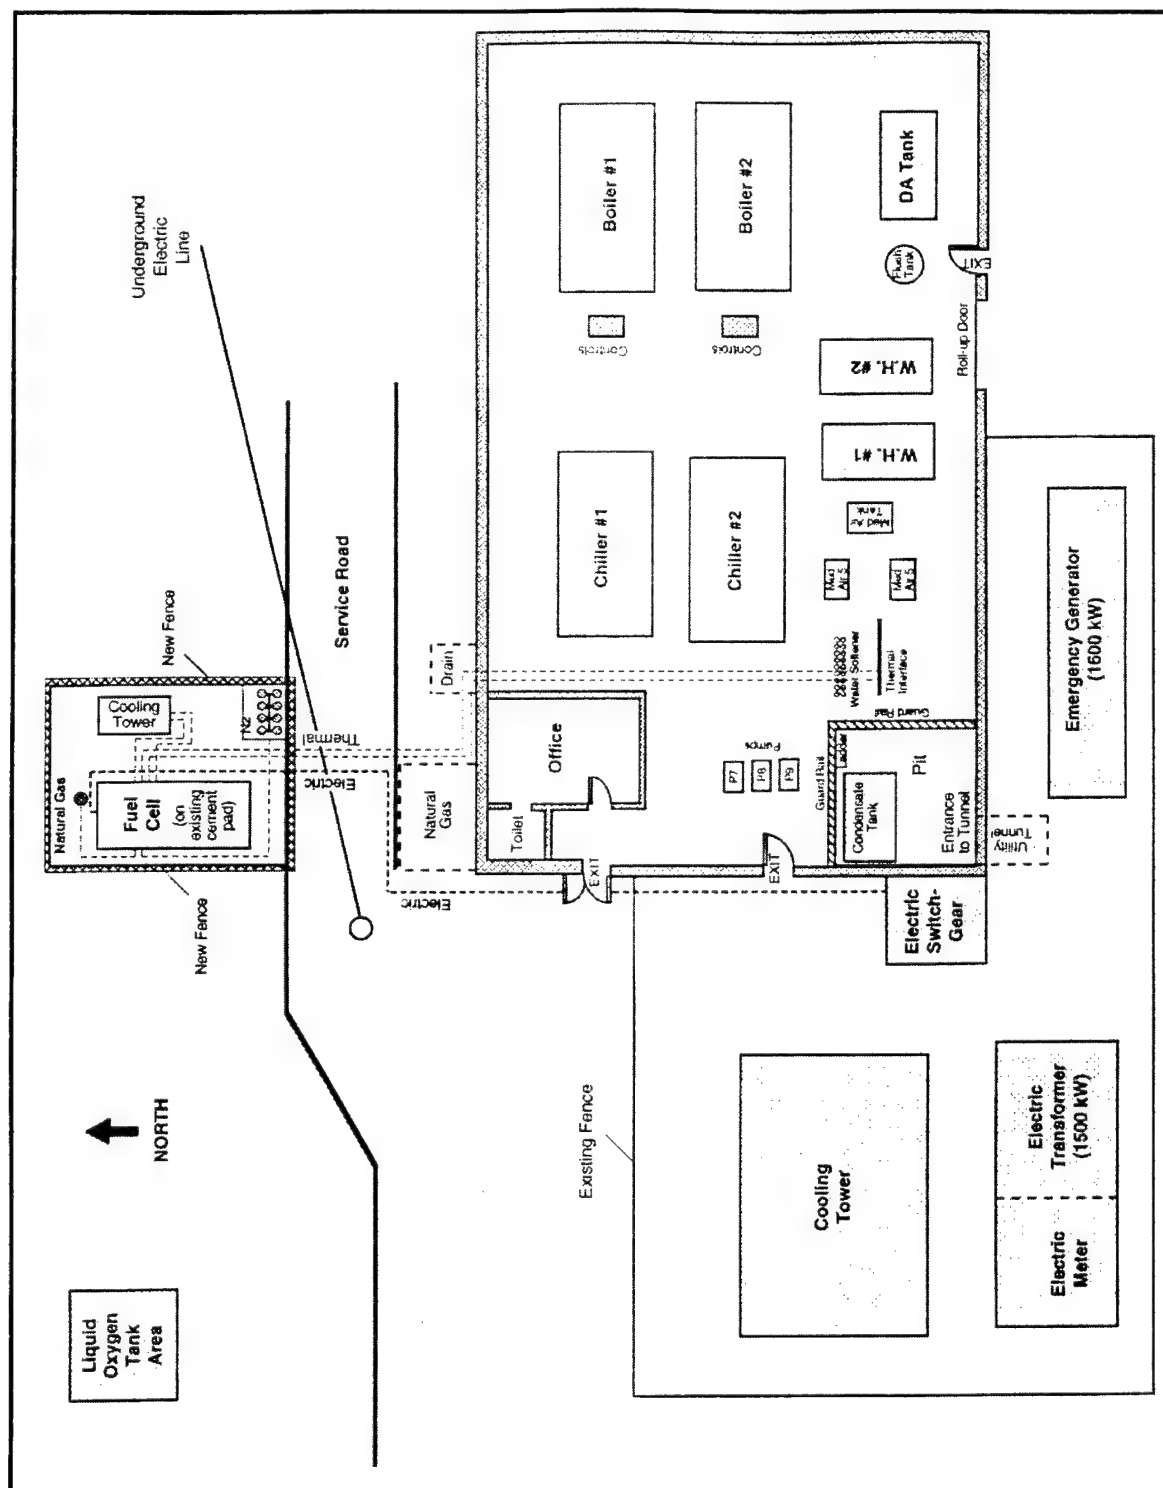 Liquid
Oxygen
Tank
Area
NORTH
New Fence
New Fence
Natural Gas
Fuel
Cell
(on
existing
cement
pad)
Cooling
Tower
N2
Underground
Electric
Line
Service Road
Thermal
Electric
Electric
Natural
Gas
Drain
Existing Fence
Toilet
Office
EXIT
EXIT
Chiller #1
Chiller #2
Boiler #1
Boiler #2
Controls
Controls
Pumps
P7
P8
P9
Water Softener
Thermal
Interface
Med
Air 5
Med
Air 5
Med Air
Tank
W.H. #1
W.H. #2
Flush
Tank
DA Tank
EXIT
Roll-up Door
Guard Rail
Guard Rail
Ladder
Pit
Condensate
Tank
Entrance
to Tunnel
Utility
Tunnel
Electric
Switch-
Gear
Cooling
Tower
Electric
Meter
Electric
Transformer
(1500 kW)
Emergency Generator
(1600 kW)